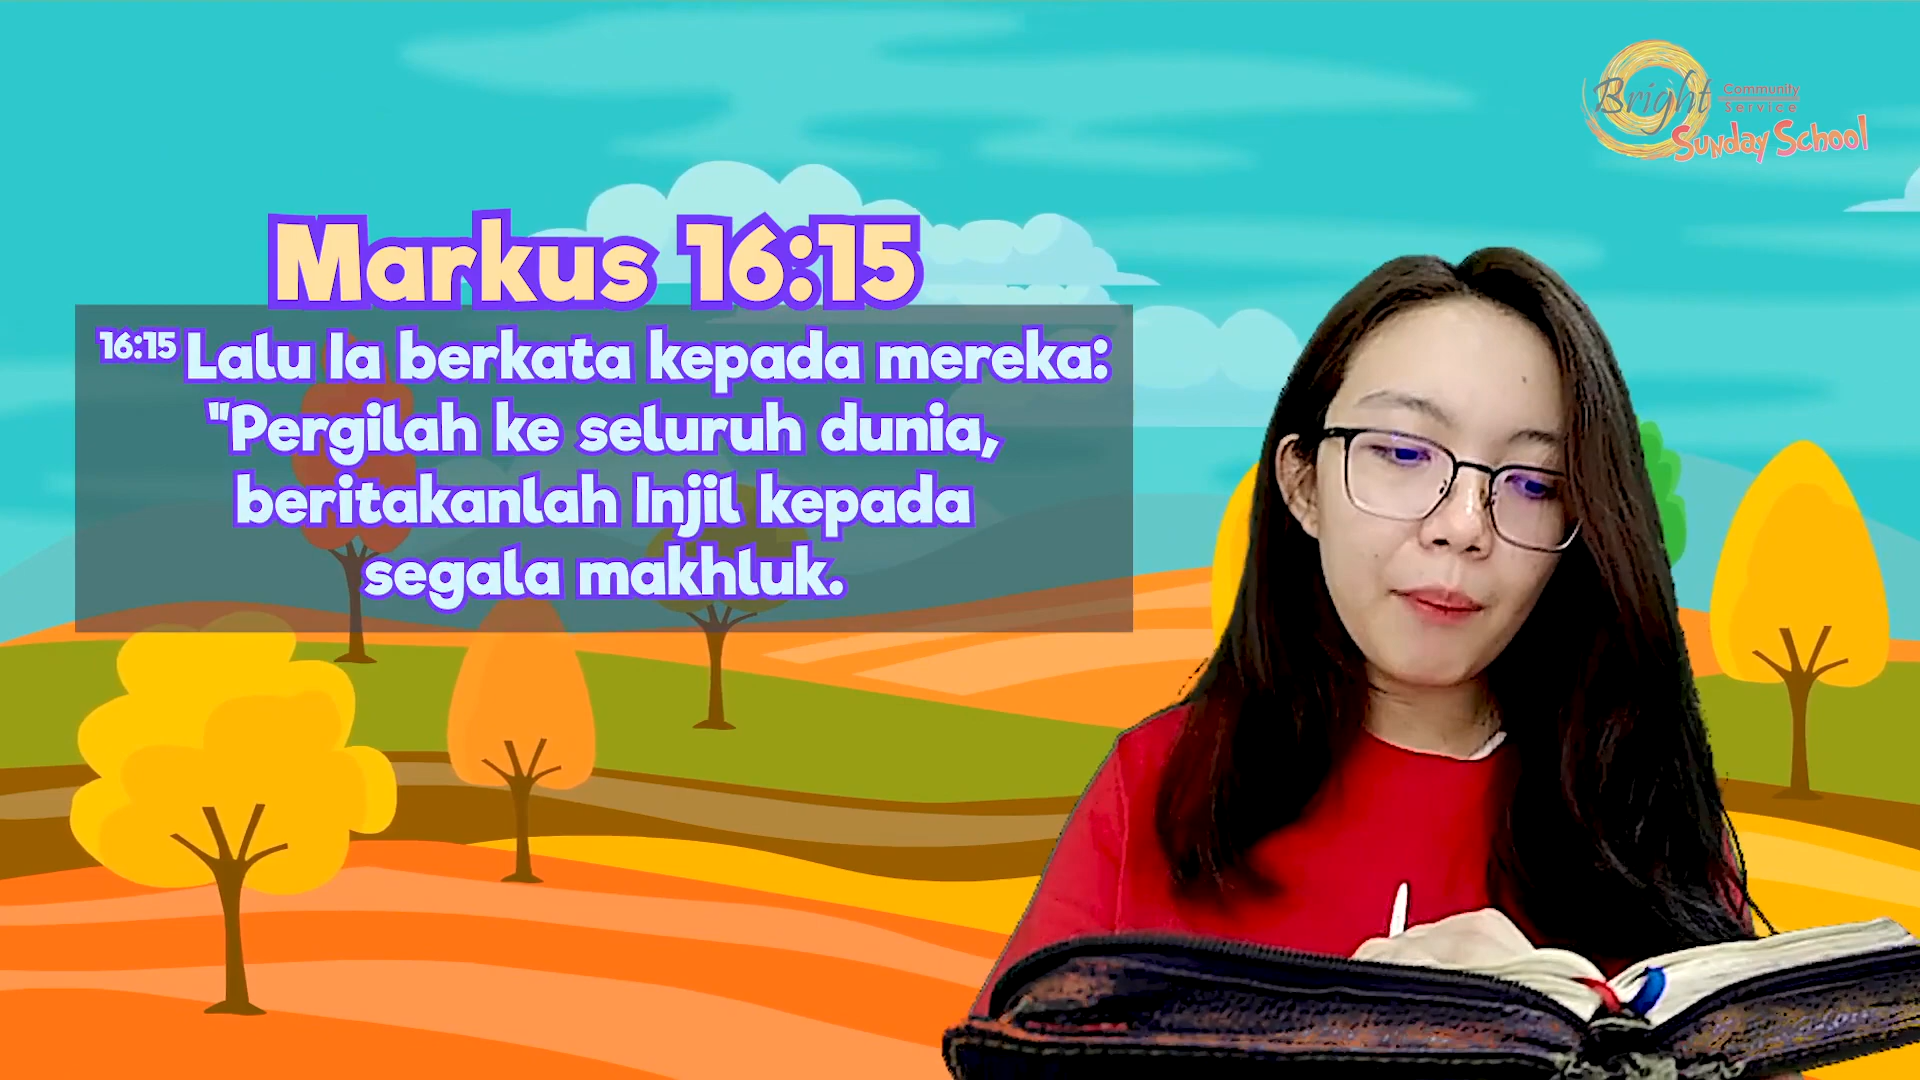 Bright Community
Service
Sunday School
Markus 16:15
16:15 Lalu Ia berkata kepada mereka:
"Pergilah ke seluruh dunia,
beritakanlah Injil kepada
segala makhluk.